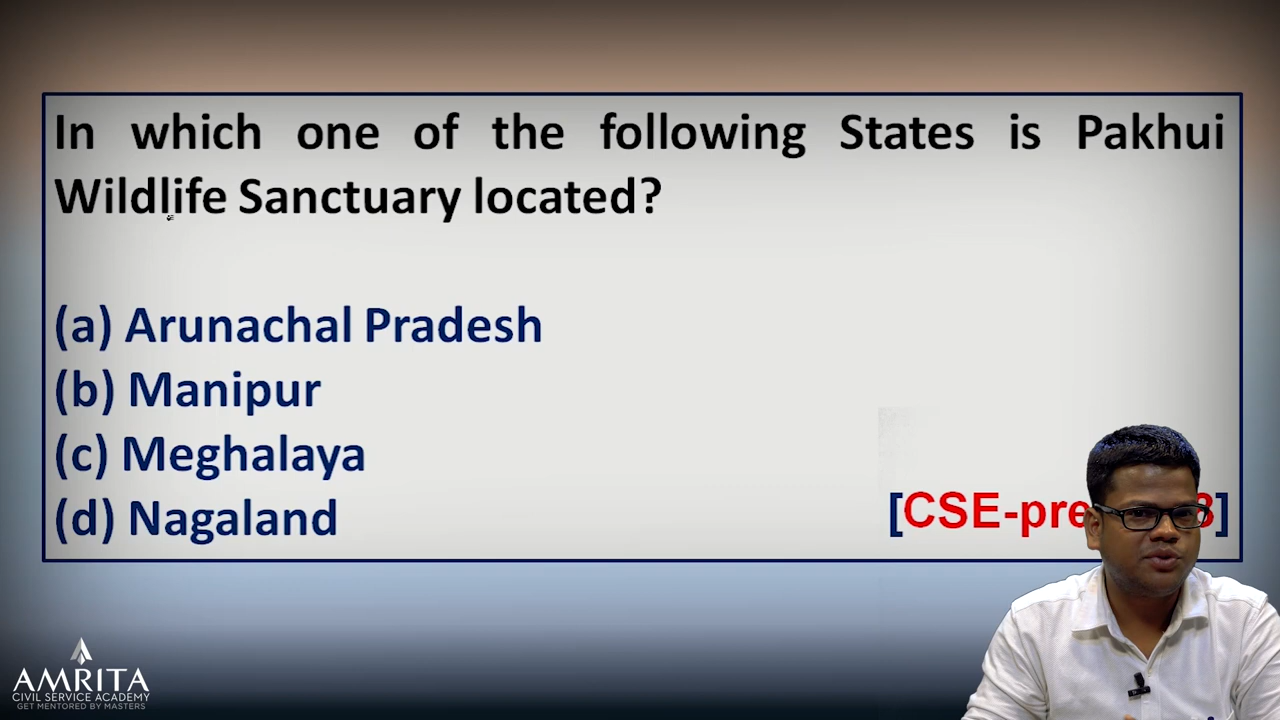 In which one of the following States is Pakhui
Wildlife Sanctuary located?
(a) Arunachal Pradesh
(b) Manipur
(c) Meghalaya
(d) Nagaland
[CSE-pre 8]
AMRITA
CIVIL SERVICE ACADEMY
GET MENTORED BY MASTERS